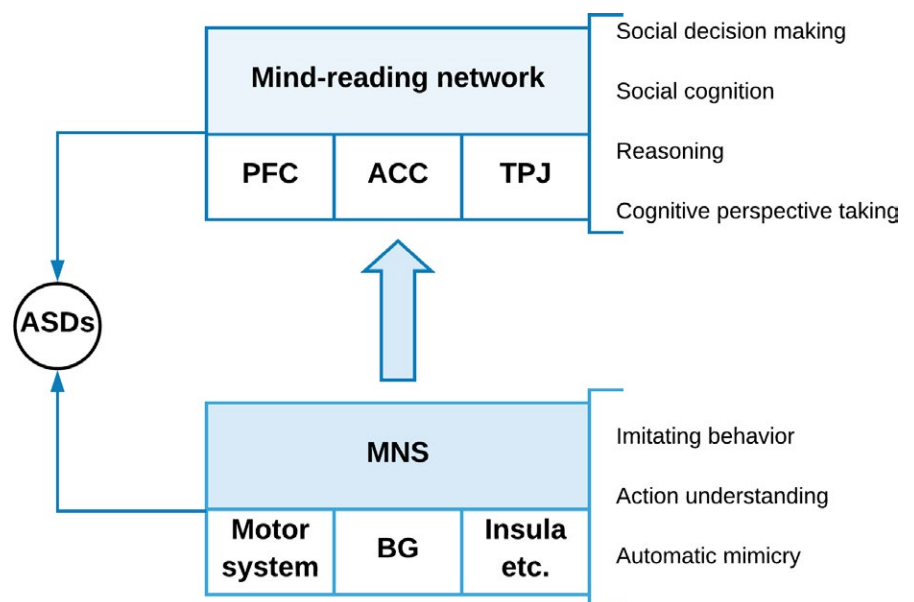 Mind-reading network
PFC
ACC
TPJ
Social decision making
Social cognition
Reasoning
Cognitive perspective taking
ASDs
MNS
Motor
system
BG
Insula
etc.
Imitating behavior
Action understanding
Automatic mimicry